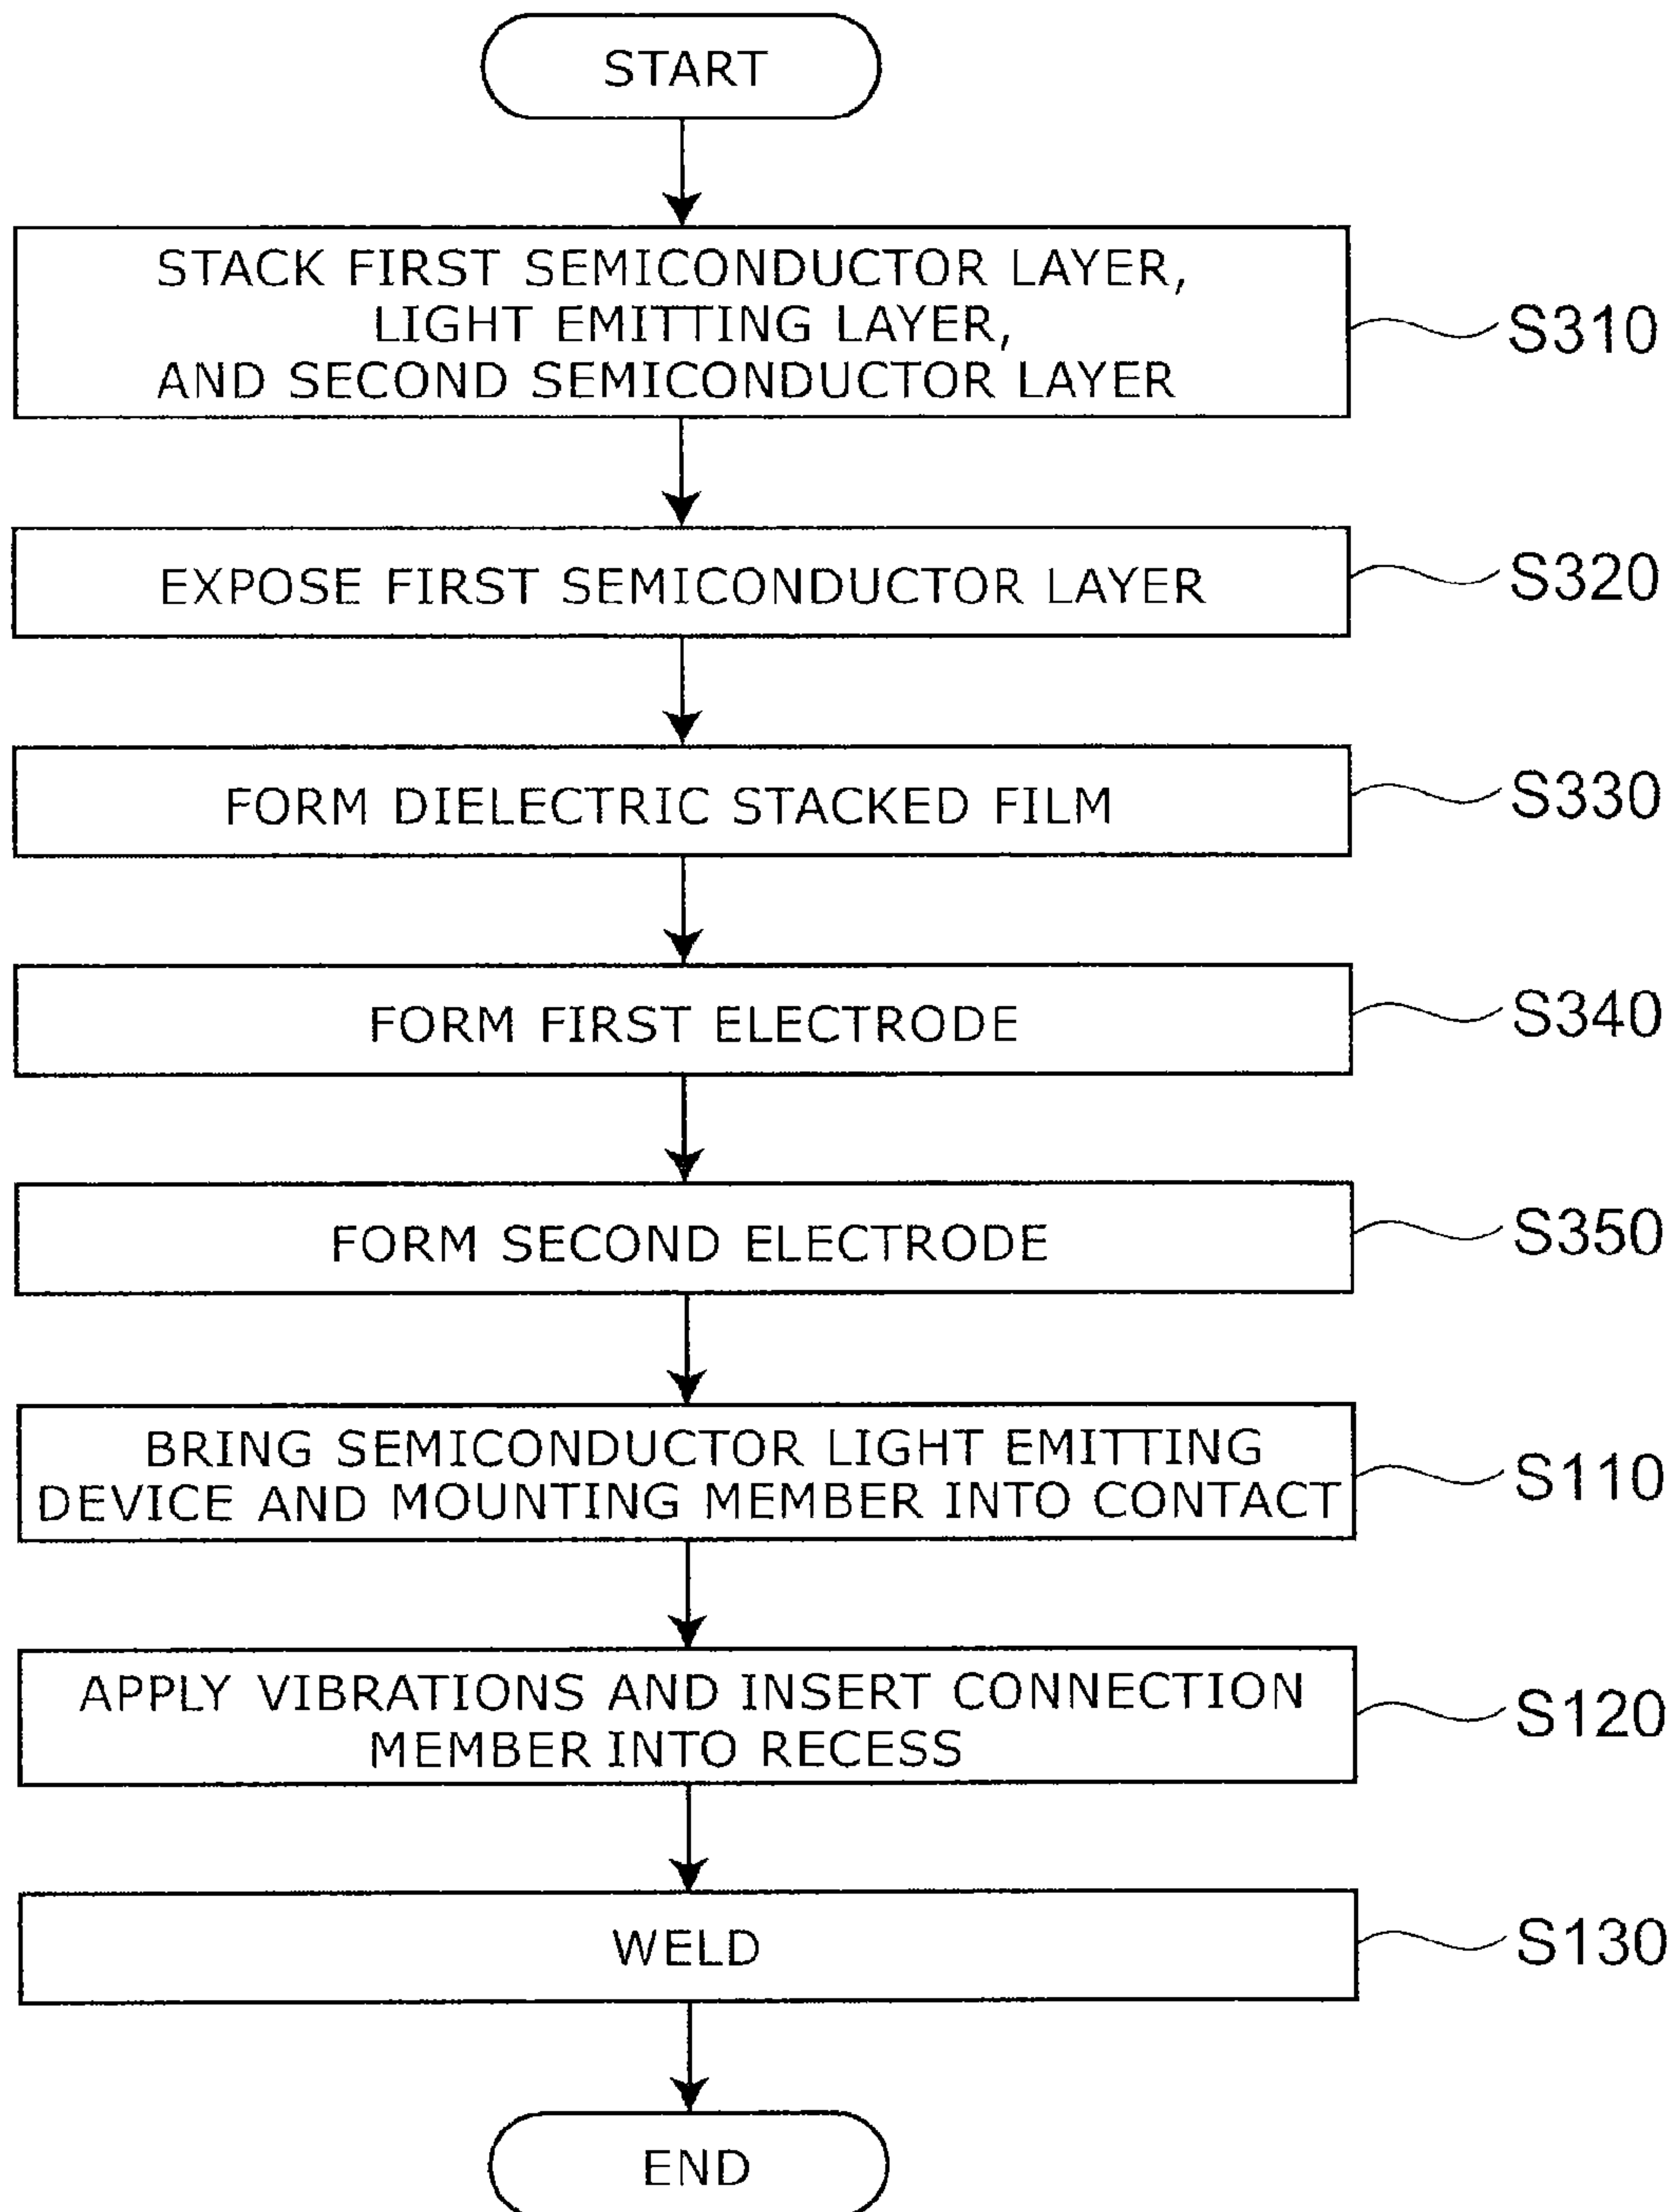 START
STACK FIRST SEMICONDUCTOR LAYER,
LIGHT EMITTING LAYER,
AND SECOND SEMICONDUCTOR LAYER
S310
EXPOSE FIRST SEMICONDUCTOR LAYER
S320
FORM DIELECTRIC STACKED FILM
S330
FORM FIRST ELECTRODE
S340
FORM SECOND ELECTRODE
S350
BRING SEMICONDUCTOR LIGHT EMITTING
DEVICE AND MOUNTING MEMBER INTO CONTACT
S110
APPLY VIBRATIONS AND INSERT CONNECTION
MEMBER INTO RECESS
S120
WELD
S130
END